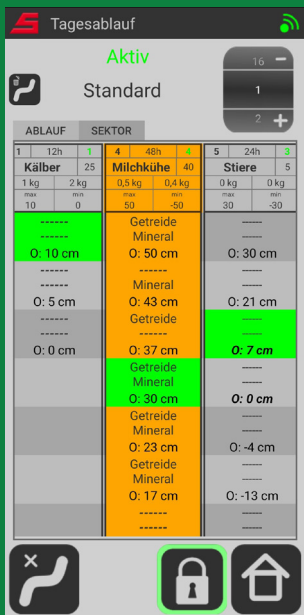 Tagesablauf
Aktiv
Standard
16 −
1
2 +
ABLAUF SEKTOR
1 12h 1 4 48h 4 5 24h 3
Kälber 25 Milchkühe 40 Stiere 5
1 kg 2 kg 0,5 kg 0,4 kg 0 kg 0 kg
max min max min max min
10 0 50 -50 30 -30
------ Getreide ------
------ Mineral ------
O: 10 cm O: 50 cm O: 30 cm
------ ------ ------
------ Mineral ------
O: 5 cm O: 43 cm O: 21 cm
------ Getreide ------
------ ------ ------
O: 0 cm O: 37 cm O: 7 cm
Getreide ------
Mineral ------
O: 30 cm O: 0 cm
Getreide ------
Mineral ------
O: 23 cm O: -4 cm
Getreide ------
Mineral ------
O: 17 cm O: -13 cm
------
------